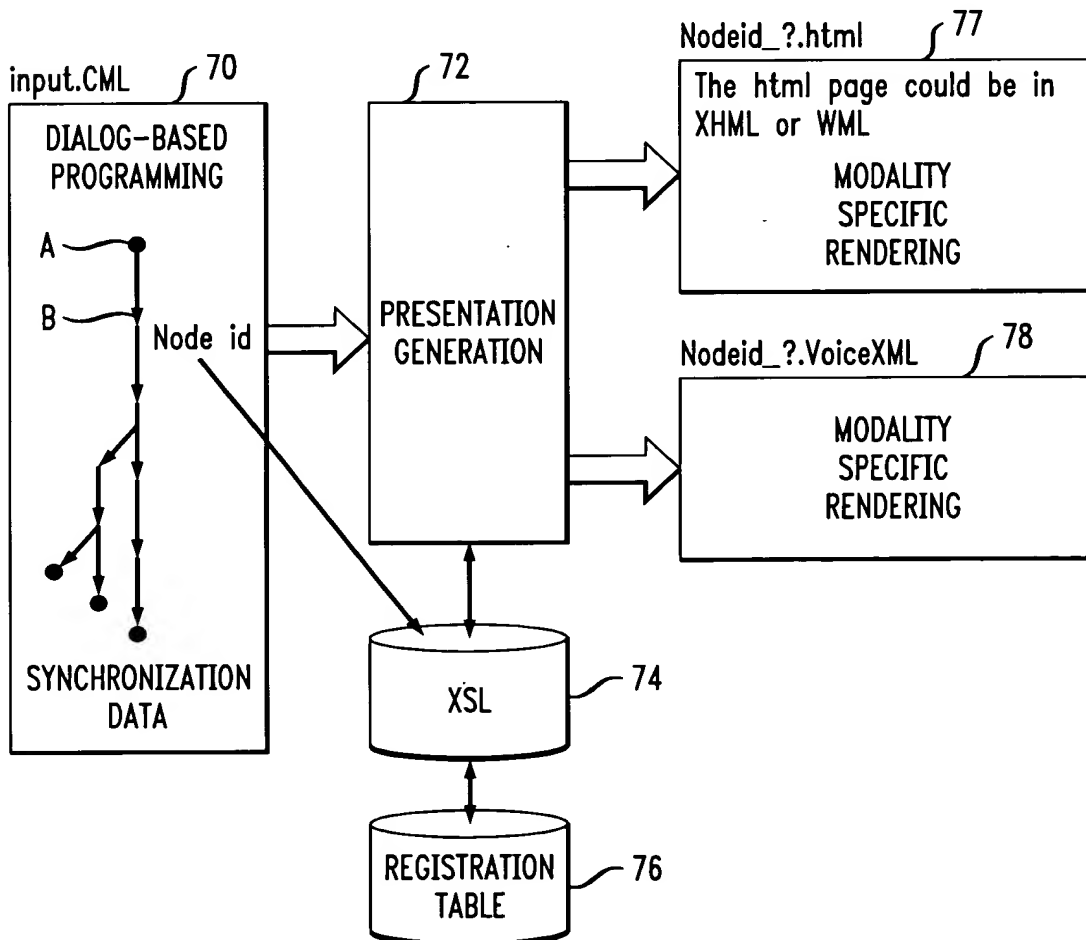 input.CML
70
DIALOG-BASED
PROGRAMMING
A
B
Node id
SYNCHRONIZATION
DATA
72
PRESENTATION
GENERATION
Nodeid_?.html
77
The html page could be in
XHML or WML
MODALITY
SPECIFIC
RENDERING
Nodeid_?.VoiceXML
78
MODALITY
SPECIFIC
RENDERING
XSL
74
REGISTRATION
TABLE
76